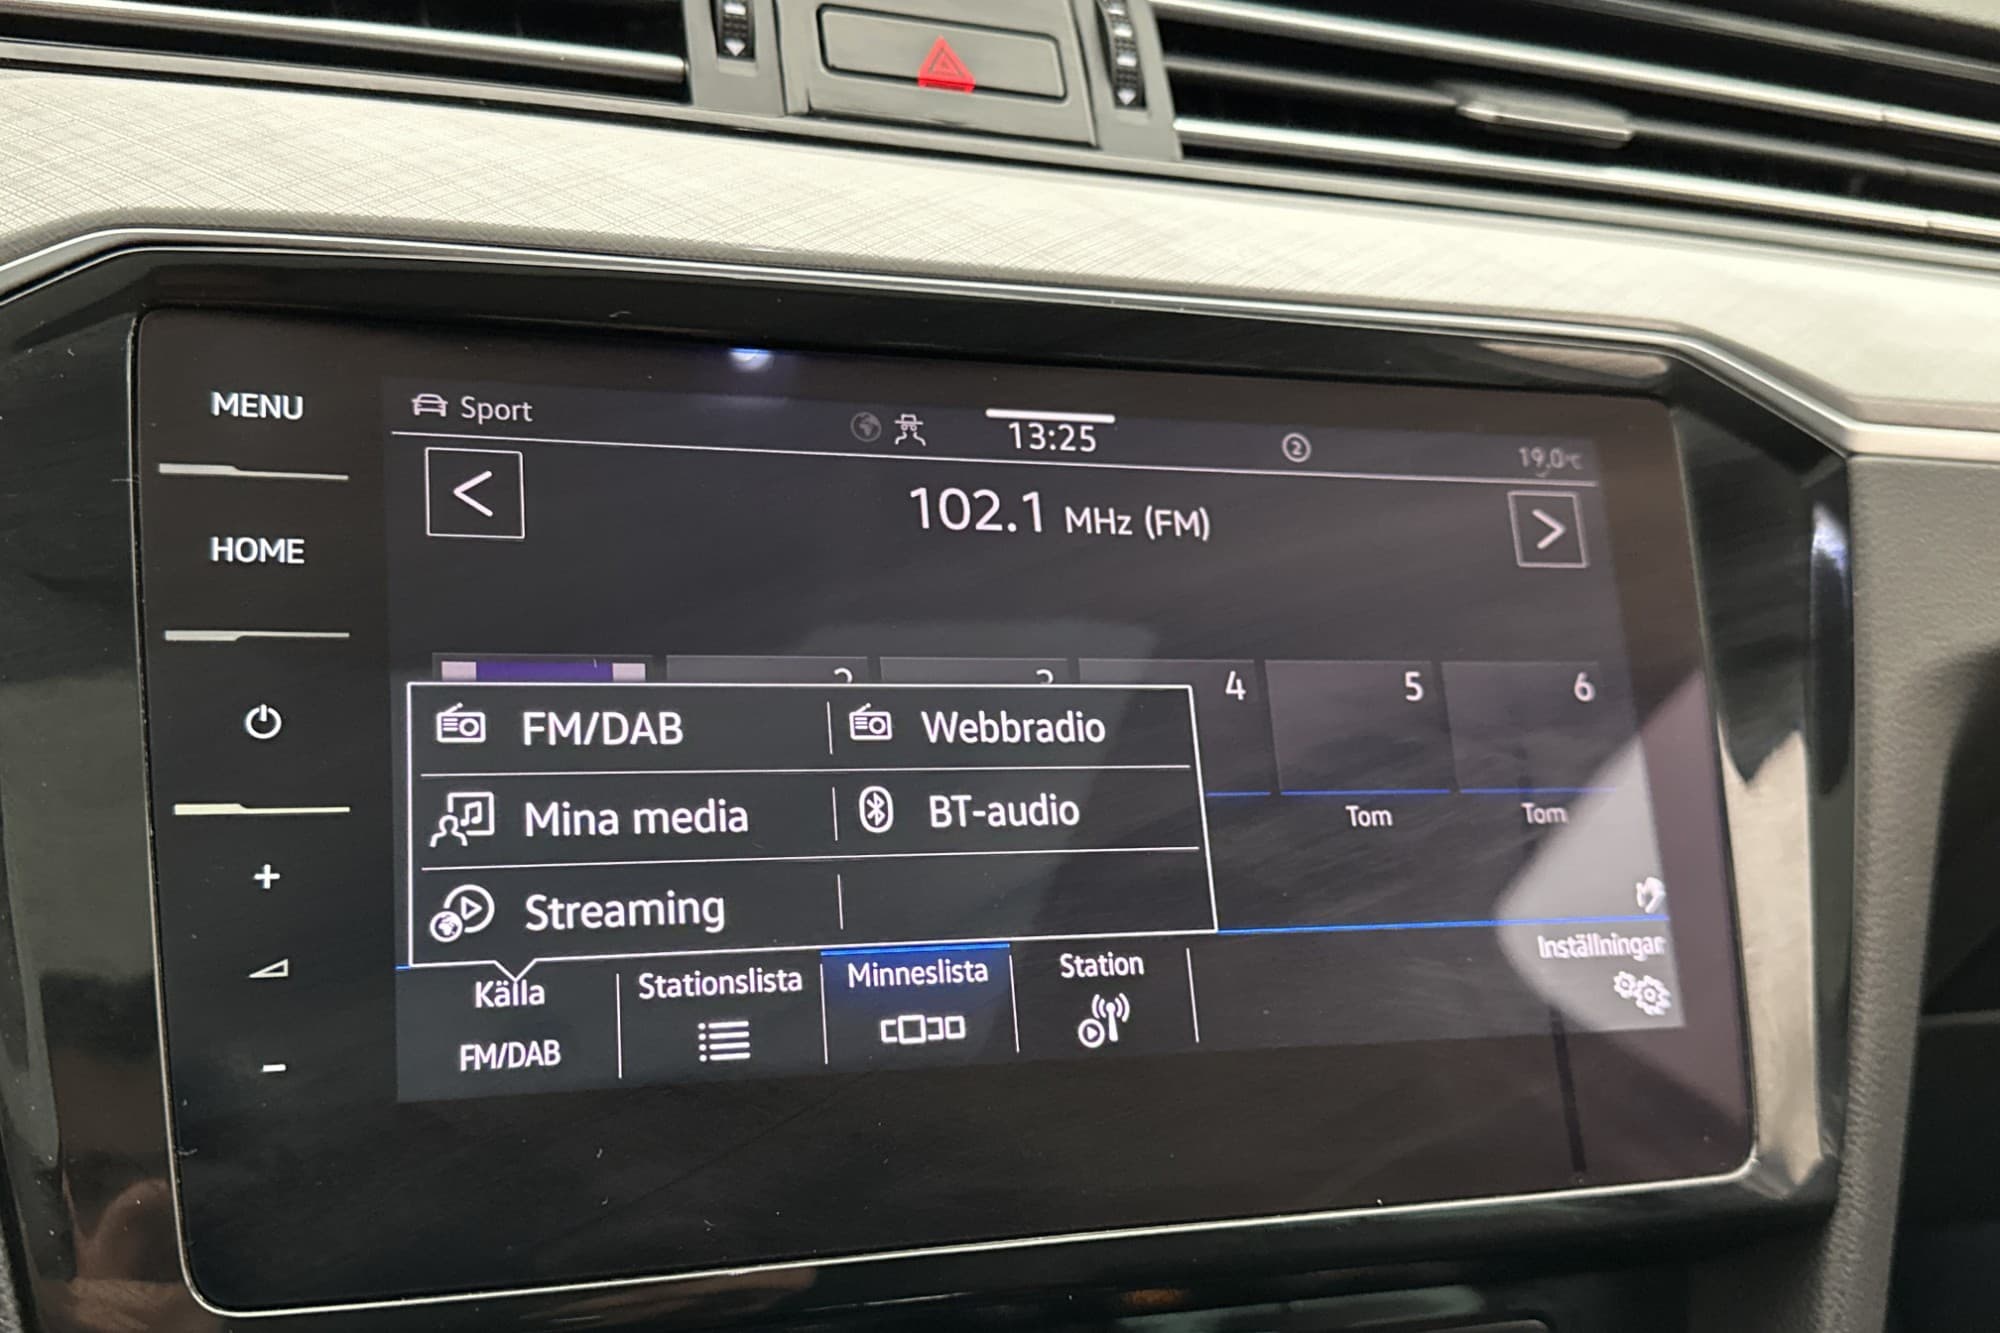 MENU
Sport
13:25
2
19,0°C
HOME
102.1 MHz (FM)
4
5
6
FM/DAB
Webbradio
Mina media
BT-audio
Tom
Tom
Streaming
Källa
Stationslista
Minneslista
Station
Inställningar
FM/DAB